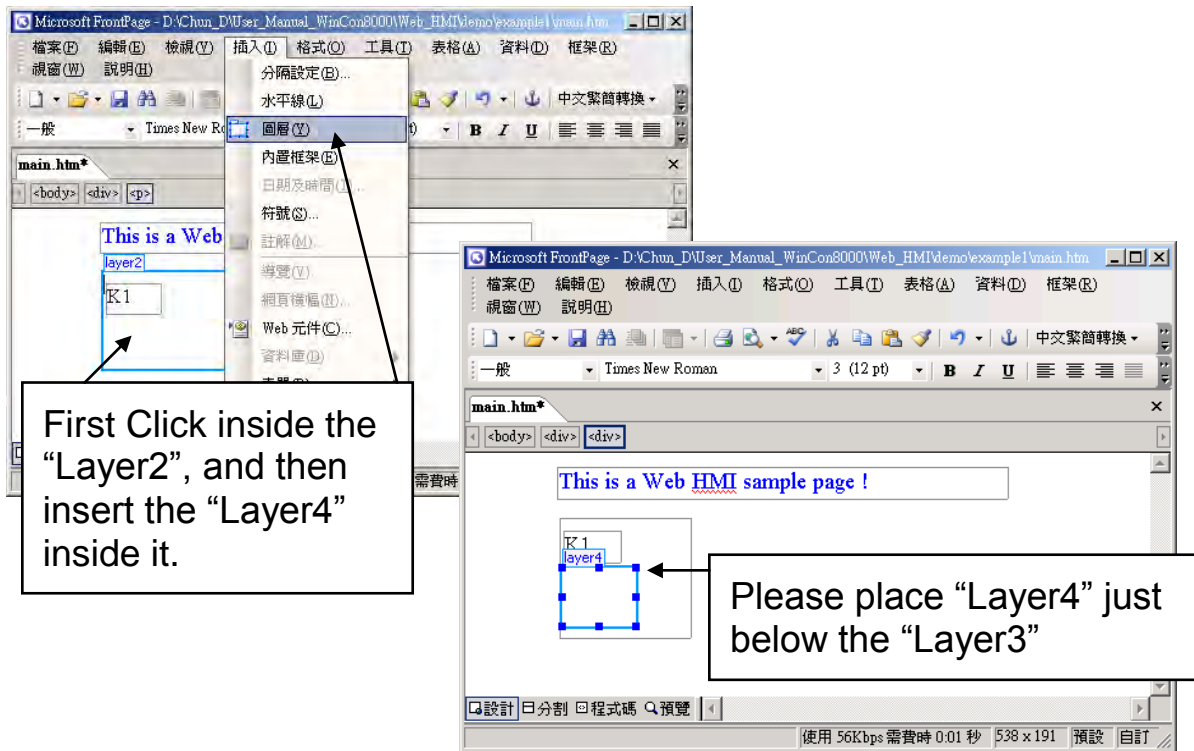 Microsoft FrontPage - D:\Chun_D\User_Manual_WinCon8000\Web_HMI\demo\example1\main.htm
檔案(F) 編輯(E) 檢視(V) 插入(I) 格式(O) 工具(T) 表格(A) 資料(D) 框架(R)
視窗(W) 說明(H)
中文繁簡轉換
一般 Times New Ro B I U
main.htm*
<body> <div> <p>
分隔設定(B)...
水平線(L)
圖層(Y)
內置框架(E)
日期及時間(T)...
符號(S)...
註解(M)...
導覽(V)
網頁橫幅(N)...
Web 元件(C)...
資料庫(D)
This is a Web
layer2
K1
需費時
First Click inside the
“Layer2”, and then
insert the “Layer4”
inside it.
Microsoft FrontPage - D:\Chun_D\User_Manual_WinCon8000\Web_HMI\demo\example1\main.htm
檔案(F) 編輯(E) 檢視(V) 插入(I) 格式(O) 工具(T) 表格(A) 資料(D) 框架(R)
視窗(W) 說明(H)
ABC 中文繁簡轉換
一般 Times New Roman 3 (12 pt) B I U
main.htm*
<body> <div> <div>
This is a Web HMI sample page !
K1
layer4
Please place “Layer4” just
below the “Layer3”
設計 分割 程式碼 預覽
使用 56Kbps 需費時 0:01 秒 538 x 191 預設 自訂